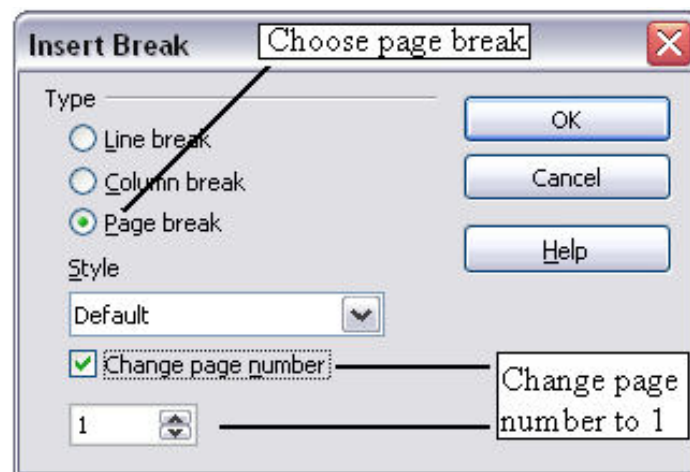 Insert Break
Choose page break
Type
OK
Line break
Cancel
Column break
Page break
Help
Style
Default
Change page number
Change page
number to 1
1